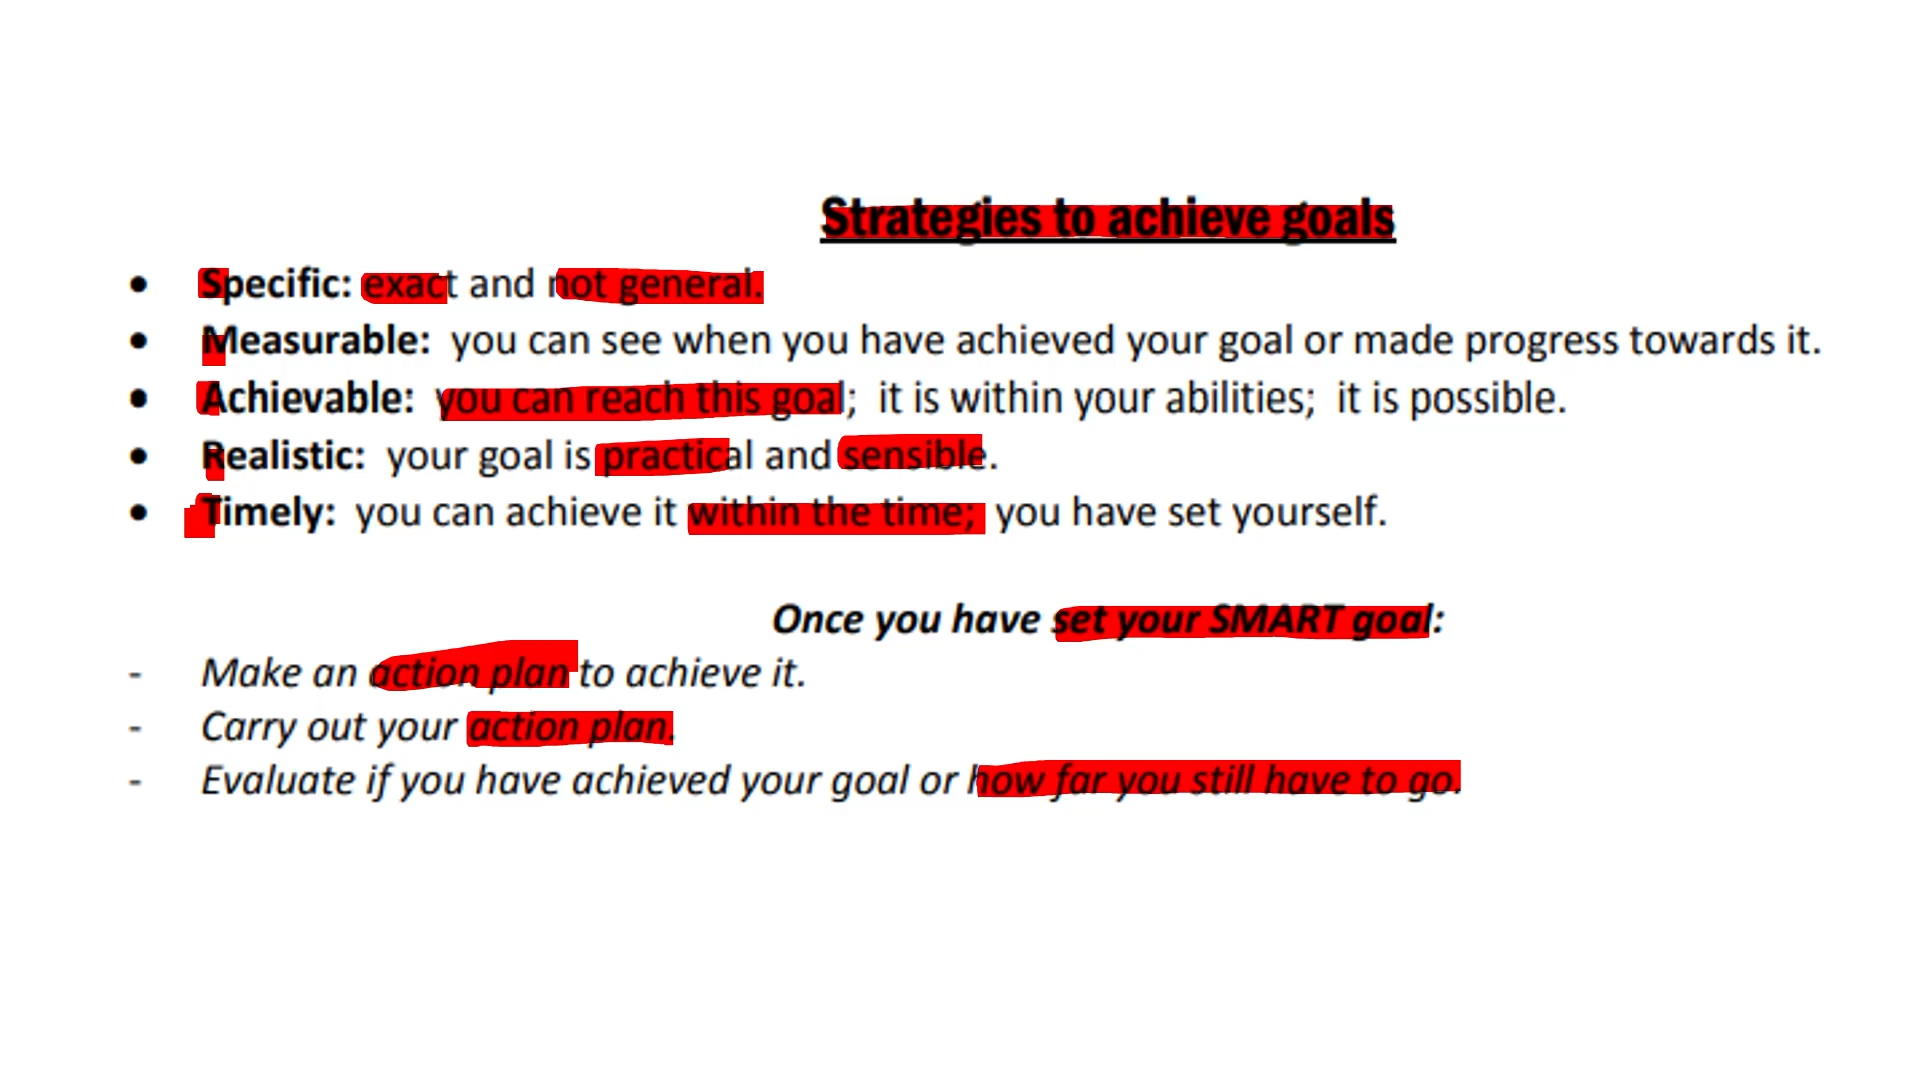 Strategies to achieve goals
• Specific: exact and not general.
• Measurable: you can see when you have achieved your goal or made progress towards it.
• Achievable: you can reach this goal; it is within your abilities; it is possible.
• Realistic: your goal is practical and sensible.
• Timely: you can achieve it within the time; you have set yourself.
Once you have set your SMART goal:
- Make an action plan to achieve it.
- Carry out your action plan.
- Evaluate if you have achieved your goal or how far you still have to go.